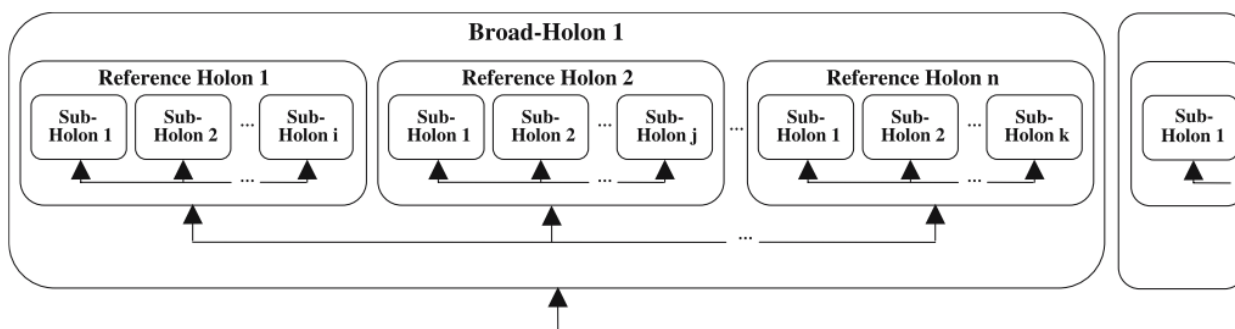 Broad-Holon 1
Reference Holon 1
Reference Holon 2
Reference Holon n
Sub-
Holon 1
Sub-
Holon 2
...
Sub-
Holon i
Sub-
Holon 1
Sub-
Holon 2
...
Sub-
Holon j
...
Sub-
Holon 1
Sub-
Holon 2
...
Sub-
Holon k
Sub-
Holon 1
...
...
...
...